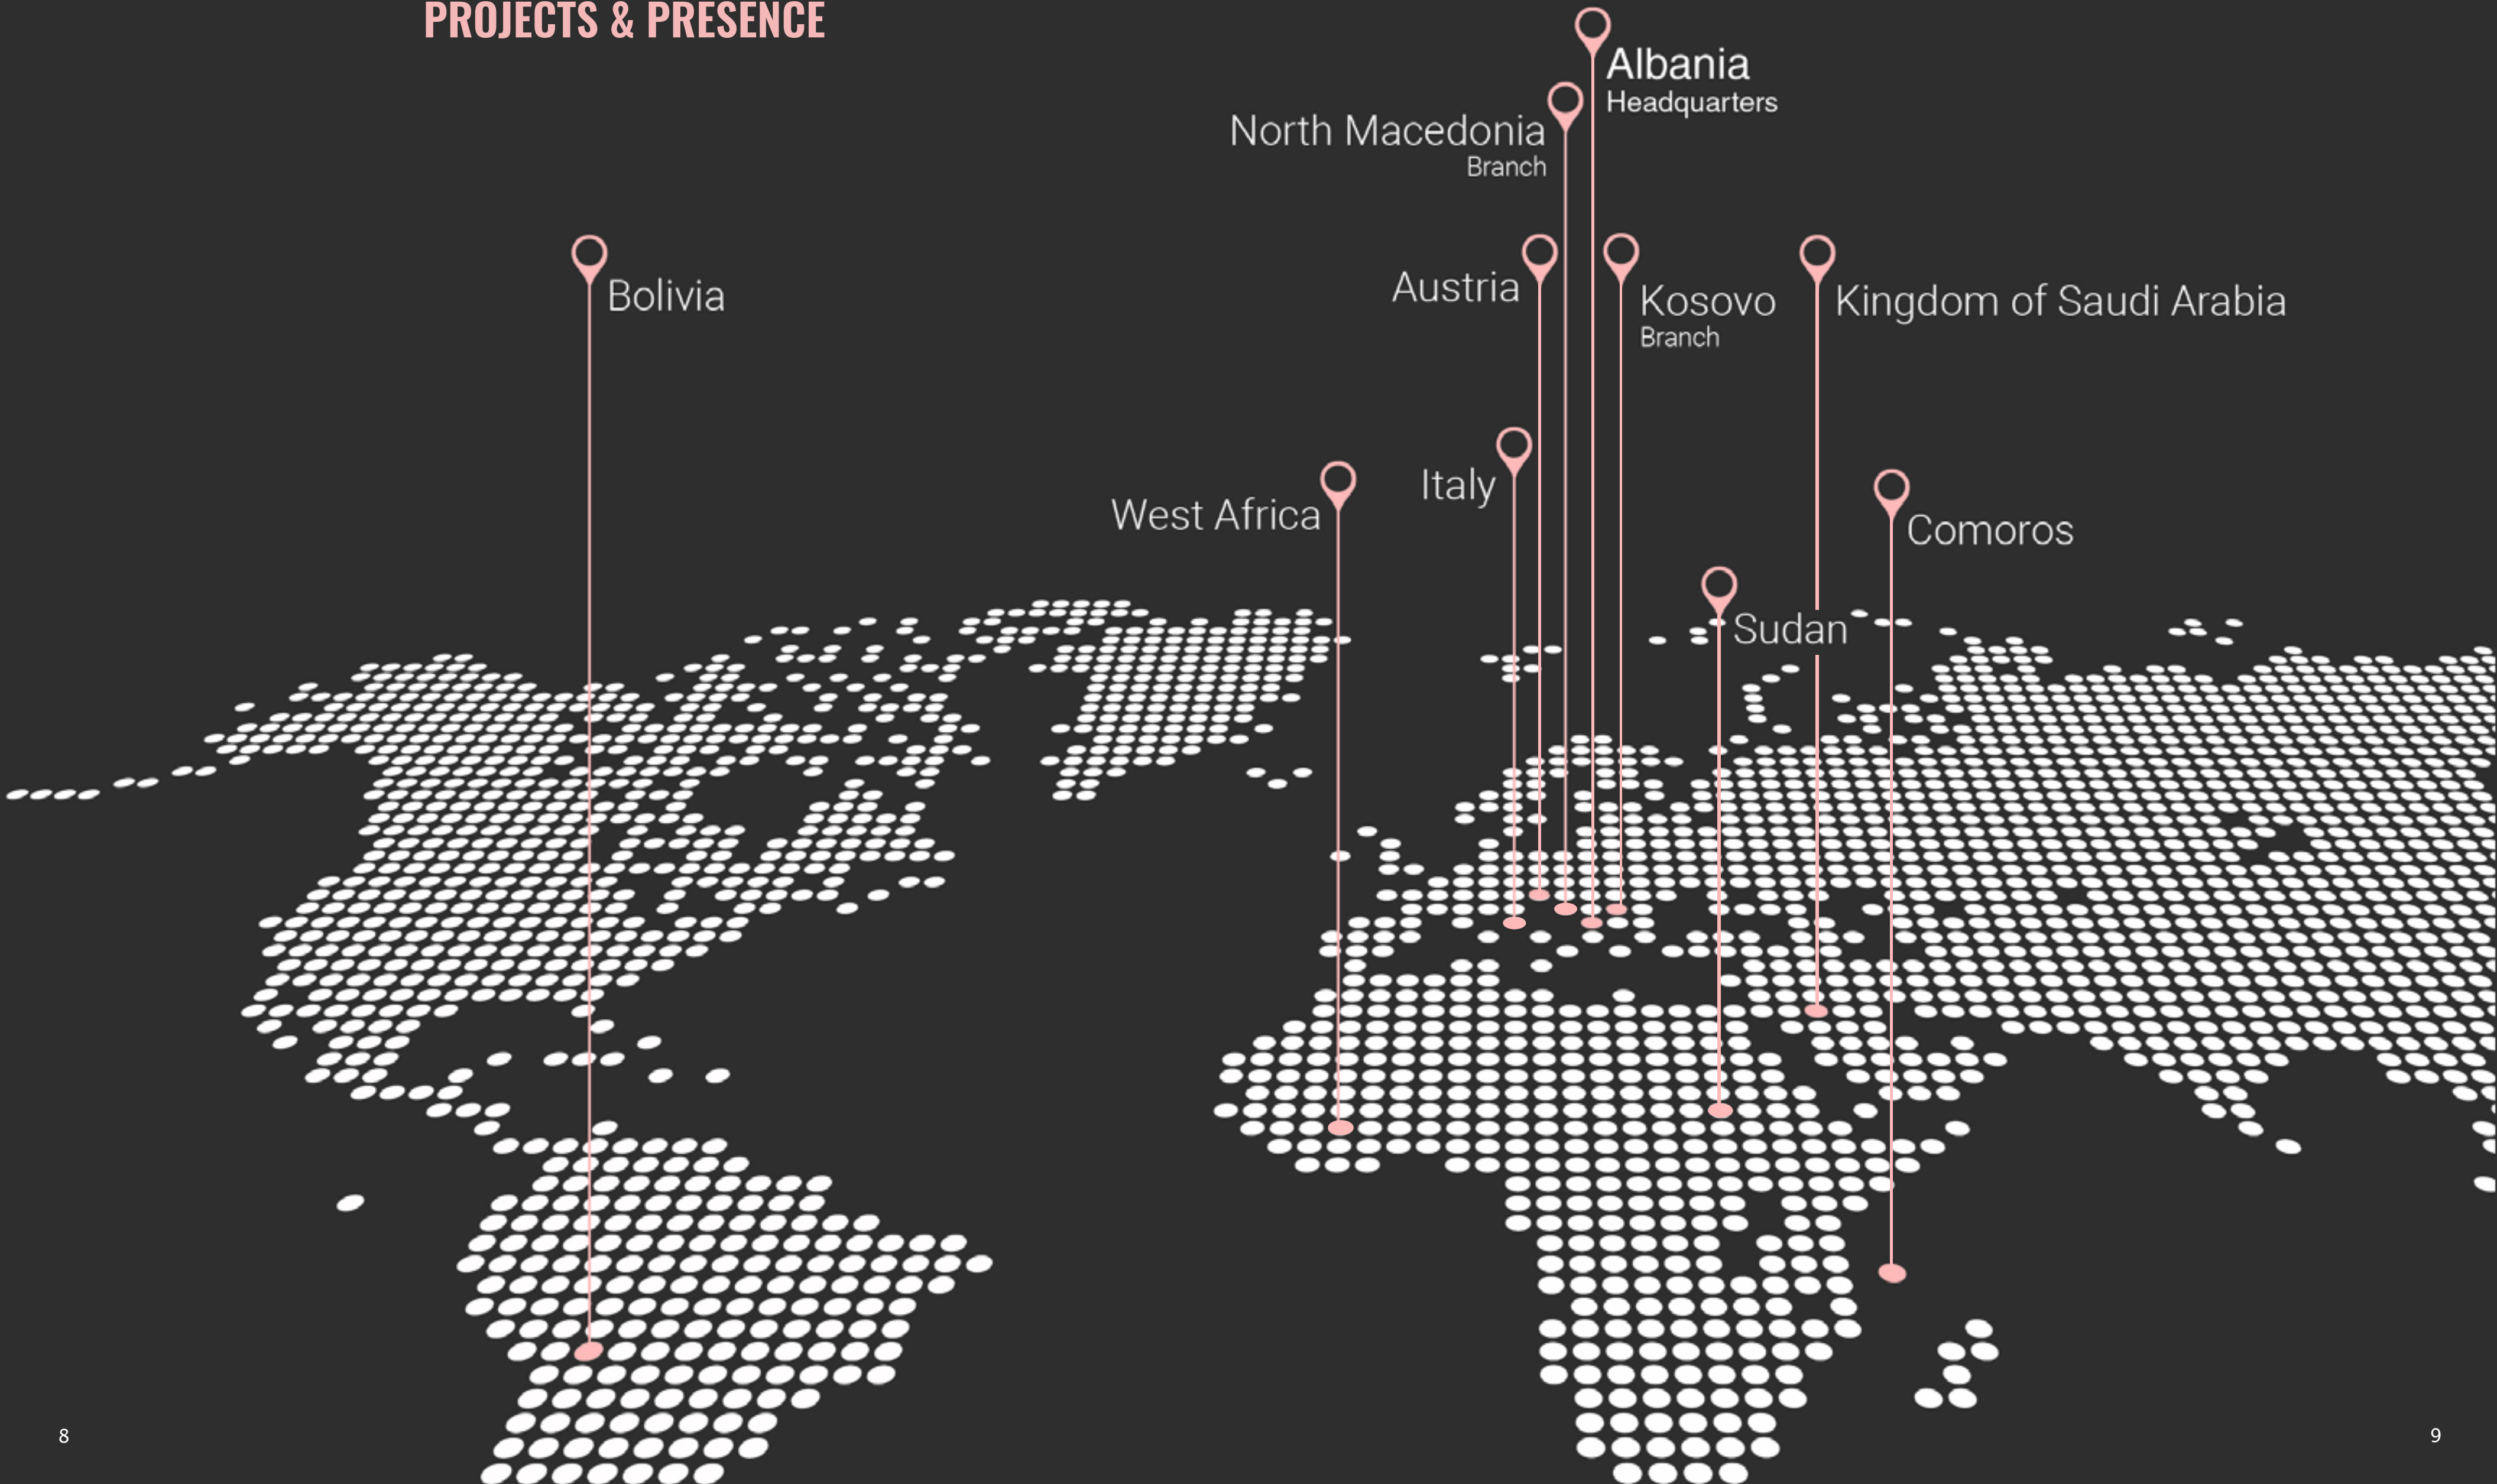 PROJECTS & PRESENCE
Albania
Headquarters
North Macedonia
Branch
Bolivia
Austria
Kosovo
Branch
Kingdom of Saudi Arabia
Italy
West Africa
Comoros
Sudan
8
9